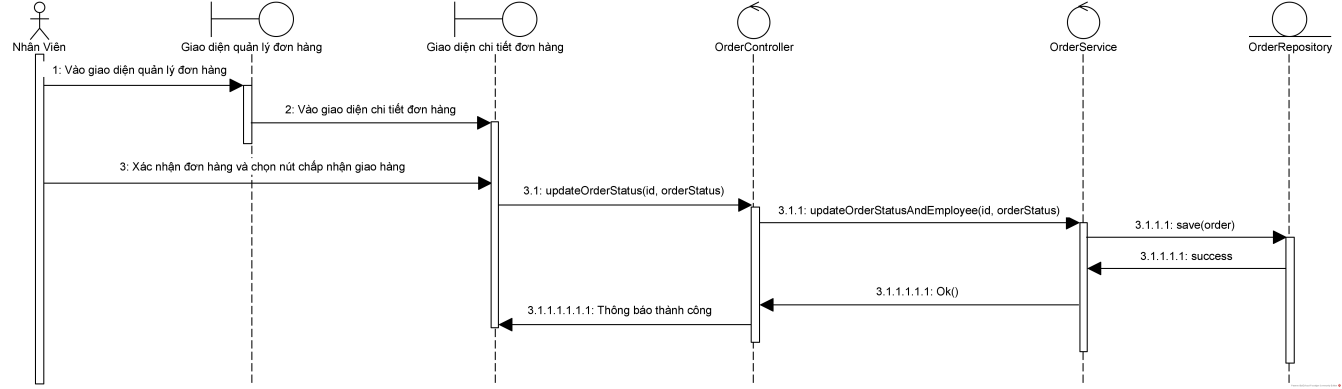 Nhân Viên
Giao diện quản lý đơn hàng
Giao diện chi tiết đơn hàng
OrderController
OrderService
OrderRepository
1: Vào giao diện quản lý đơn hàng
2: Vào giao diện chi tiết đơn hàng
3: Xác nhận đơn hàng và chọn nút chấp nhận giao hàng
3.1: updateOrderStatus(id, orderStatus)
3.1.1: updateOrderStatusAndEmployee(id, orderStatus)
3.1.1.1: save(order)
3.1.1.1.1: success
3.1.1.1.1.1: Ok()
3.1.1.1.1.1.1: Thông báo thành công